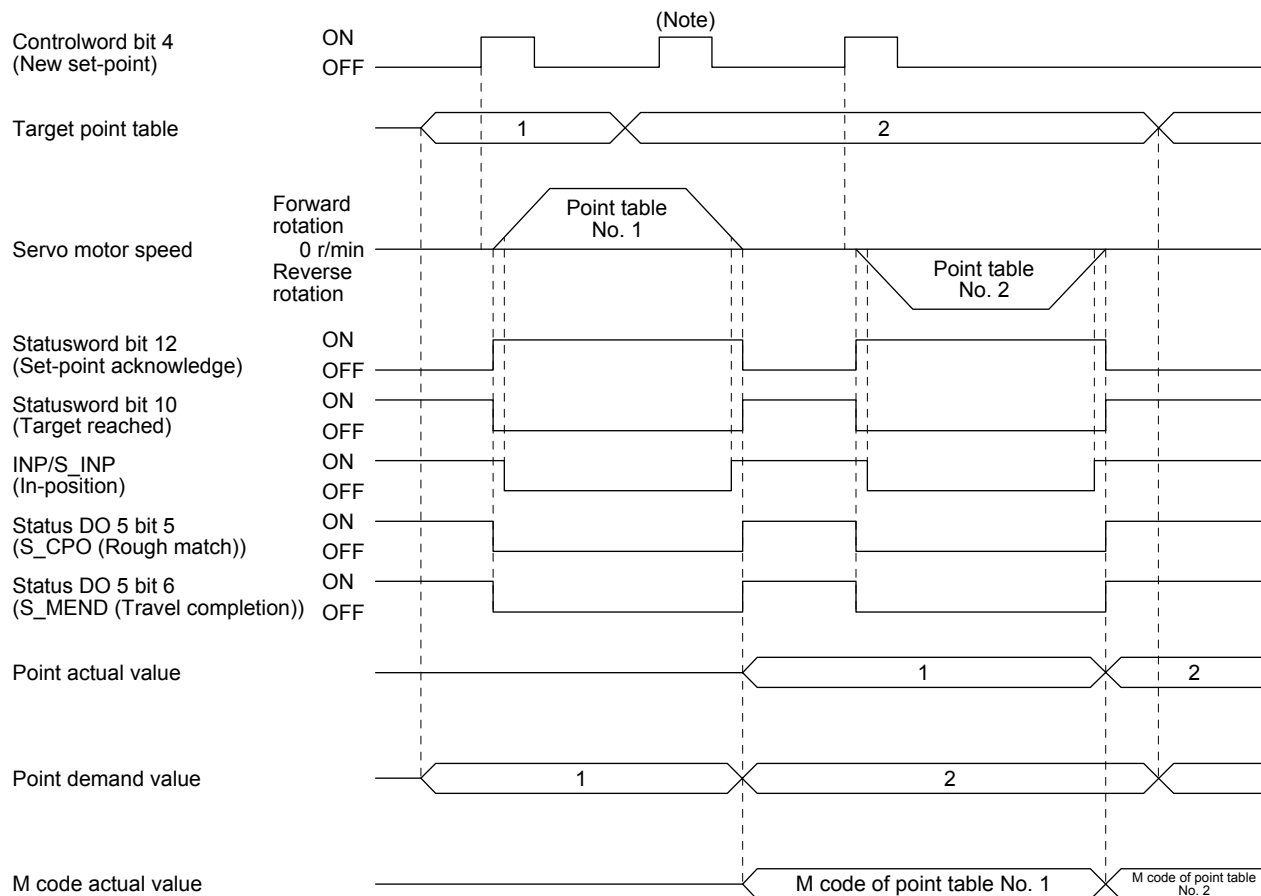 (Note)
Controlword bit 4
(New set-point)
ON
OFF
Target point table
1
2
Servo motor speed
Forward
rotation
0 r/min
Reverse
rotation
Point table
No. 1
Point table
No. 2
Statusword bit 12
(Set-point acknowledge)
ON
OFF
Statusword bit 10
(Target reached)
ON
OFF
INP/S_INP
(In-position)
ON
OFF
Status DO 5 bit 5
(S_CPO (Rough match))
ON
OFF
Status DO 5 bit 6
(S_MEND (Travel completion))
ON
OFF
Point actual value
1
2
Point demand value
1
2
M code actual value
M code of point table No. 1
M code of point table
No. 2